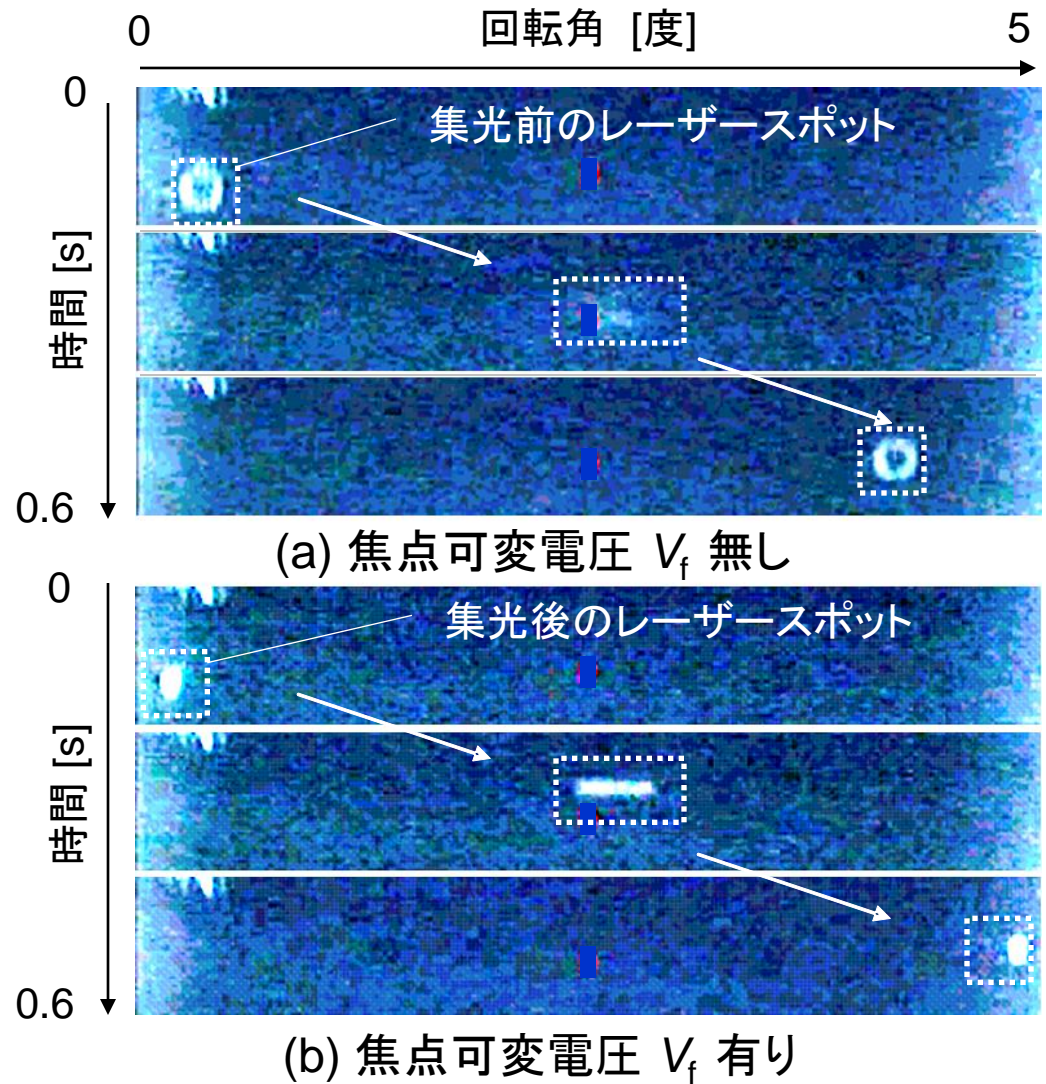 0
回転角 [度]
5
0
集光前のレーザースポット
時間 [s]
0.6
(a) 焦点可変電圧 Vf 無し
0
集光後のレーザースポット
時間 [s]
0.6
(b) 焦点可変電圧 Vf 有り